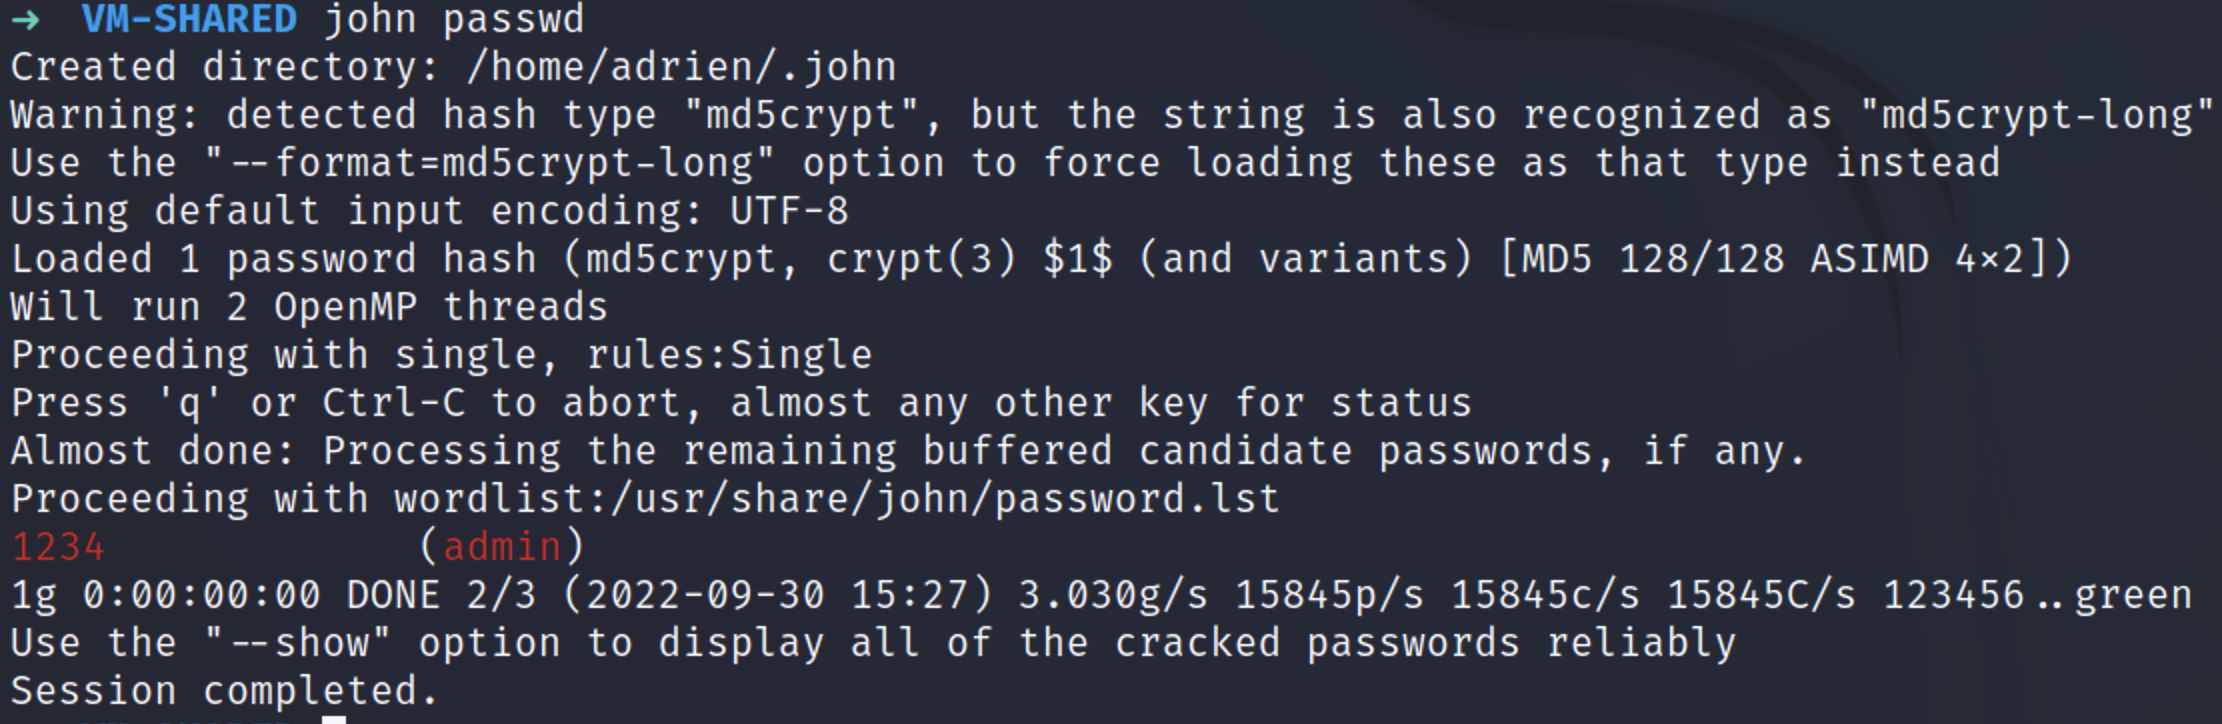 → VM-SHARED john passwd
Created directory: /home/adrien/.john
Warning: detected hash type "md5crypt", but the string is also recognized as "md5crypt-long"
Use the "--format=md5crypt-long" option to force loading these as that type instead
Using default input encoding: UTF-8
Loaded 1 password hash (md5crypt, crypt(3) $1$ (and variants) [MD5 128/128 ASIMD 4×2])
Will run 2 OpenMP threads
Proceeding with single, rules:Single
Press 'q' or Ctrl-C to abort, almost any other key for status
Almost done: Processing the remaining buffered candidate passwords, if any.
Proceeding with wordlist:/usr/share/john/password.lst
1234             (admin)
1g 0:00:00:00 DONE 2/3 (2022-09-30 15:27) 3.030g/s 15845p/s 15845c/s 15845C/s 123456..green
Use the "--show" option to display all of the cracked passwords reliably
Session completed.